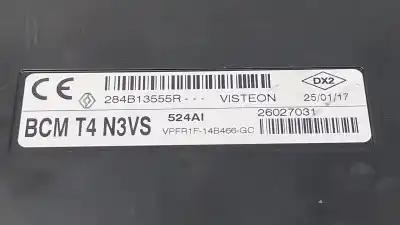 CE
DX2
284B13555R--- VISTEON 25/01/17
BCM T4 N3VS 524AI 26027031
VPFR1F-14B466-GC